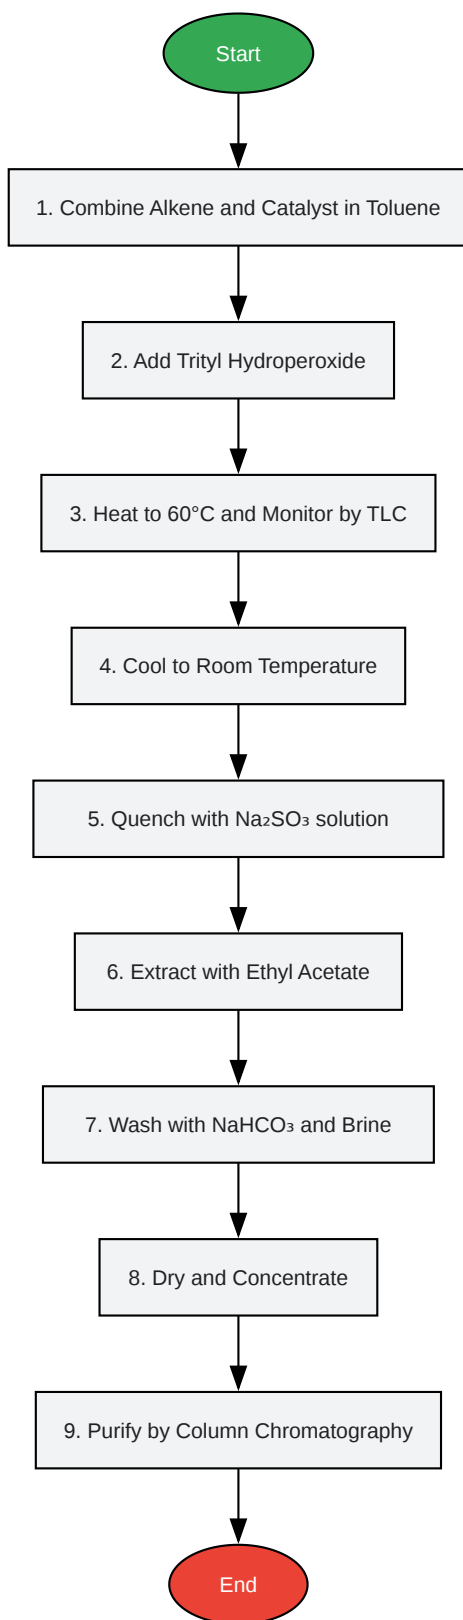 Start
1. Combine Alkene and Catalyst in Toluene
2. Add Trityl Hydroperoxide
3. Heat to 60°C and Monitor by TLC
4. Cool to Room Temperature
5. Quench with Na₂SO₃ solution
6. Extract with Ethyl Acetate
7. Wash with NaHCO₃ and Brine
8. Dry and Concentrate
9. Purify by Column Chromatography
End